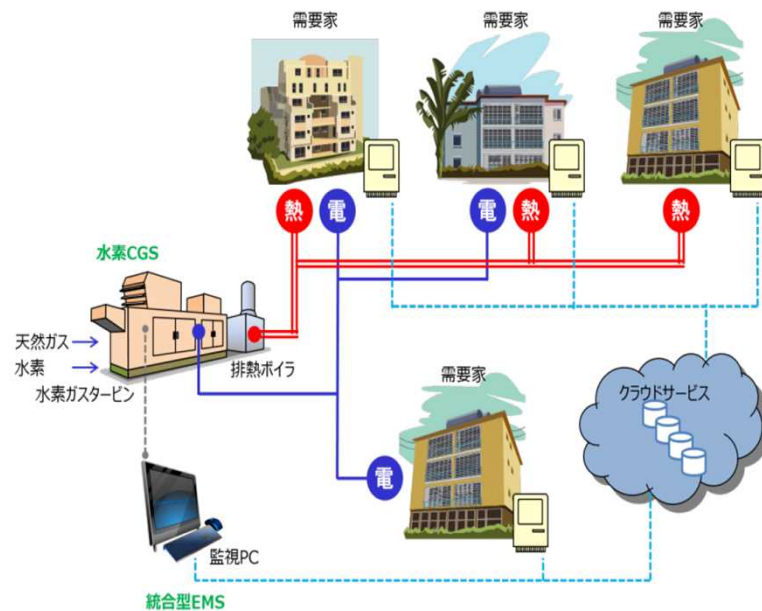 需要家
需要家
需要家
熱
電
電
熱
熱
水素CGS
天然ガス
水素
水素ガスタービン
排熱ボイラ
需要家
クラウドサービス
電
監視PC
統合型EMS